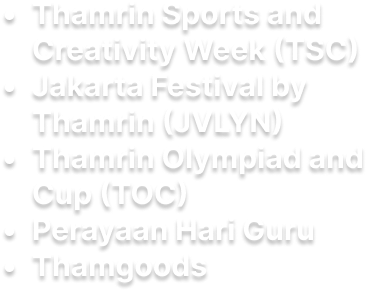 • Thamrin Sports and
Creativity Week (TSC)
• Jakarta Festival by
Thamrin (JVLYN)
• Thamrin Olympiad and
Cup (TOC)
• Perayaan Hari Guru
• Thamgoods